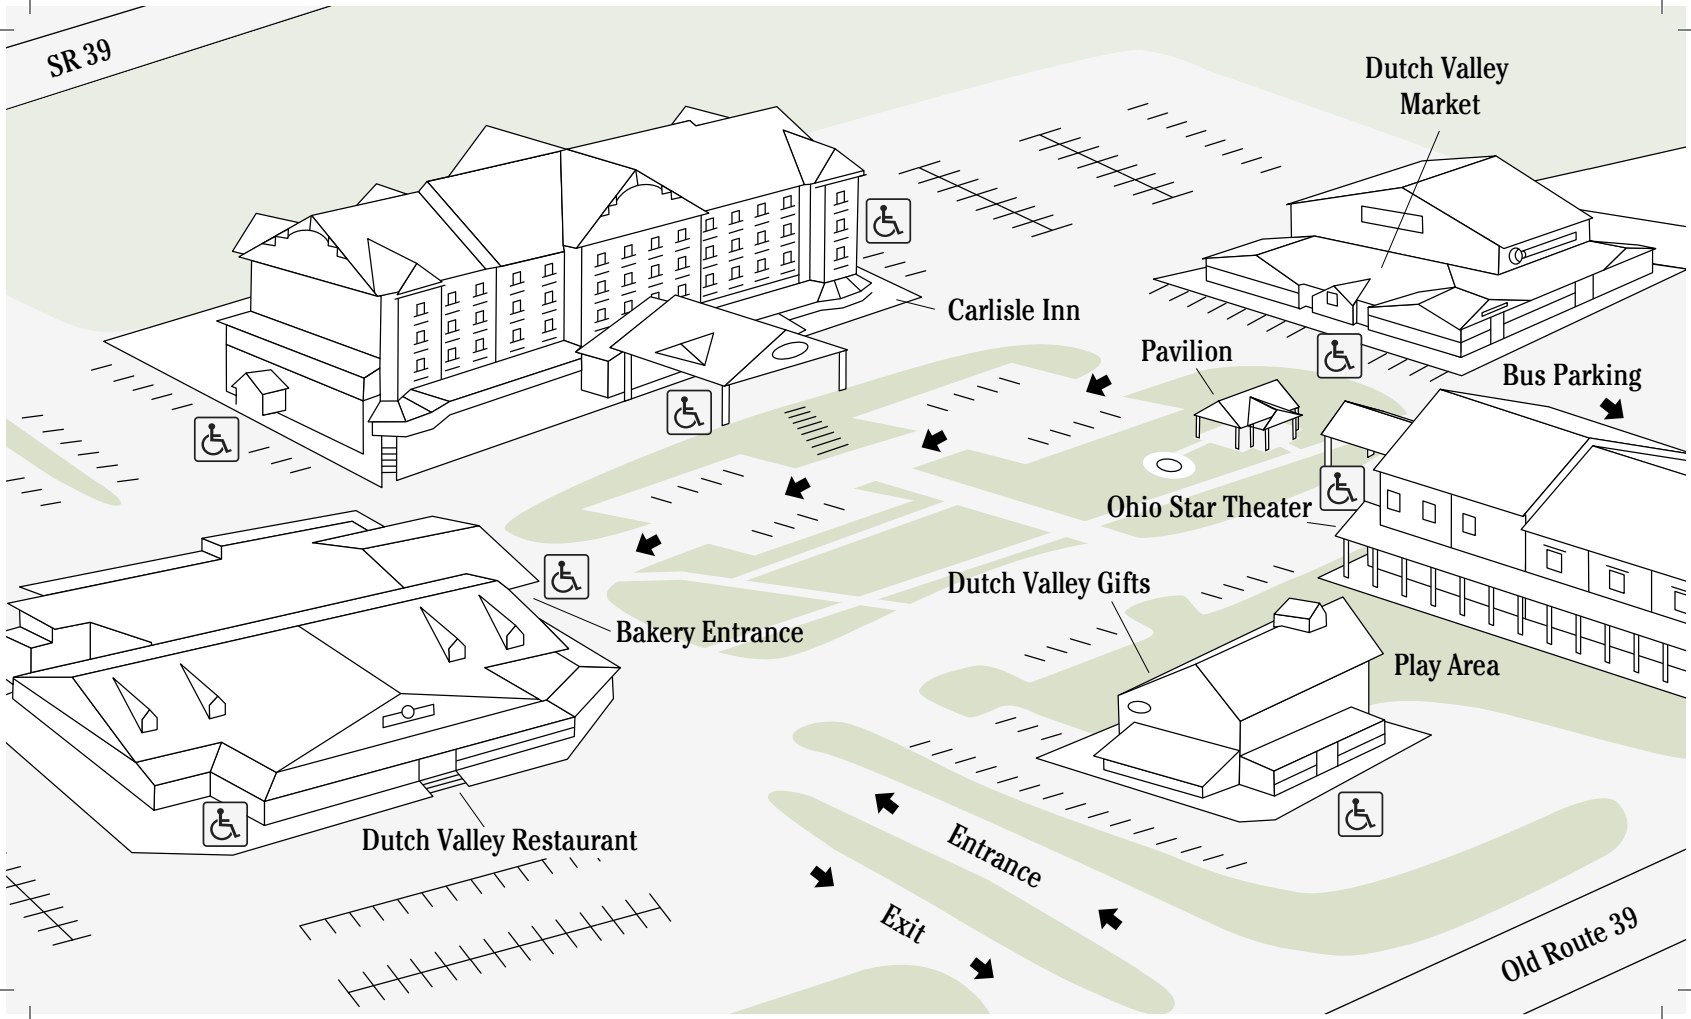 SR 39
Dutch Valley
Market
Carlisle Inn
Pavilion
Bus Parking
Ohio Star Theater
Dutch Valley Gifts
Bakery Entrance
Play Area
Dutch Valley Restaurant
Entrance
Exit
Old Route 39